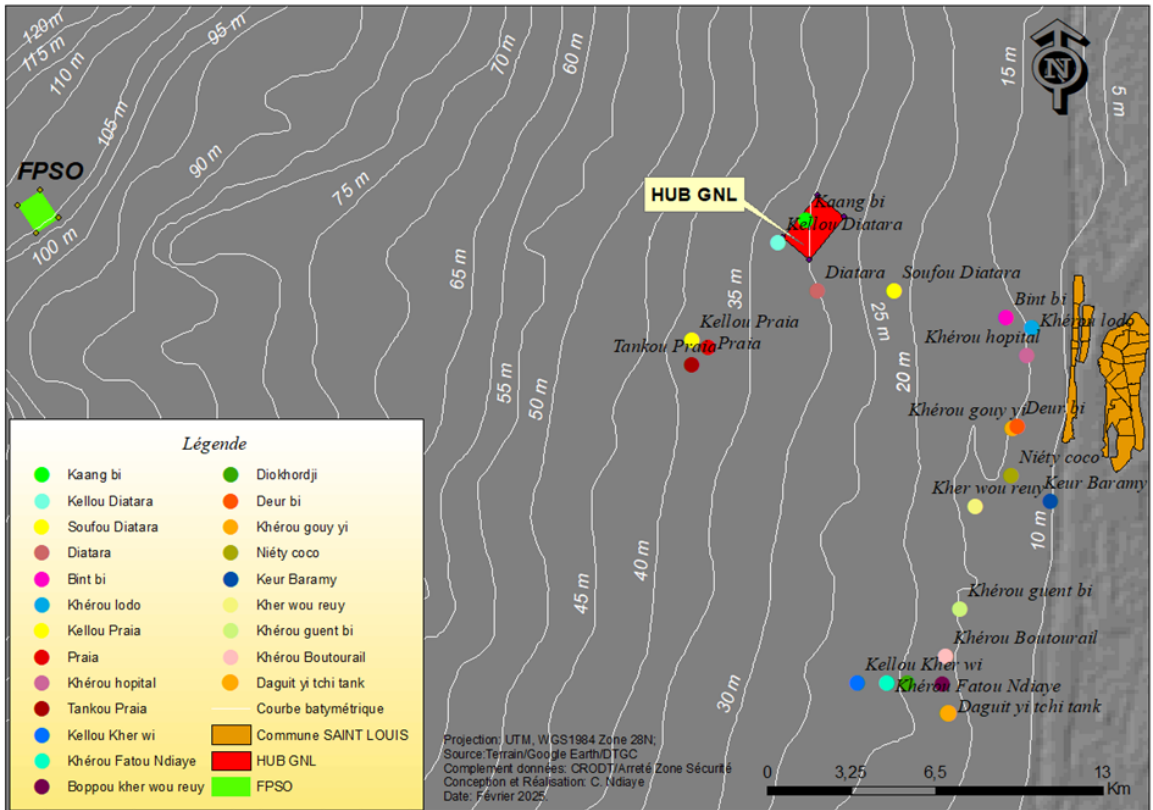 120 m
115 m
110 m
105 m
95 m
90 m
100 m
75 m
70 m
60 m
65 m
15 m
5 m
N
FPSO
HUB GNL
Kaang bi
Kellou Diatara
Diatara
Soufou Diatara
35 m
25 m
20 m
Bint bi
Khérou lodo
Khérou hopital
Kellou Praia
Tankou Praia
Praia
55 m
50 m
Khérou gouy yi
Deur bi
Niéty coco
Kher wou reuy
Keur Baramy
10 m
40 m
45 m
30 m
Khérou guent bi
Khérou Boutourail
Kellou Kher wi
Khérou Fatou Ndiaye
Daguit yi tchi tank
Légende
Kaang bi
Kellou Diatara
Soufou Diatara
Diatara
Bint bi
Khérou lodo
Kellou Praia
Praia
Khérou hopital
Tankou Praia
Kellou Kher wi
Khérou Fatou Ndiaye
Boppou kher wou reuy
Diokhordji
Deur bi
Khérou gouy yi
Niéty coco
Keur Baramy
Kher wou reuy
Khérou guent bi
Khérou Boutourail
Daguit yi tchi tank
Courbe batymétrique
Commune SAINT LOUIS
HUB GNL
FPSO
Projection: UTM, WGS1984 Zone 28N;
Source:Terrain/Google Earth/DTGC
Complement données: CRODT/Arreté Zone Sécurité
Conception et Réalisation: C. Ndiaye
Date: Février 2025.
0 3,25 6,5 13
Km